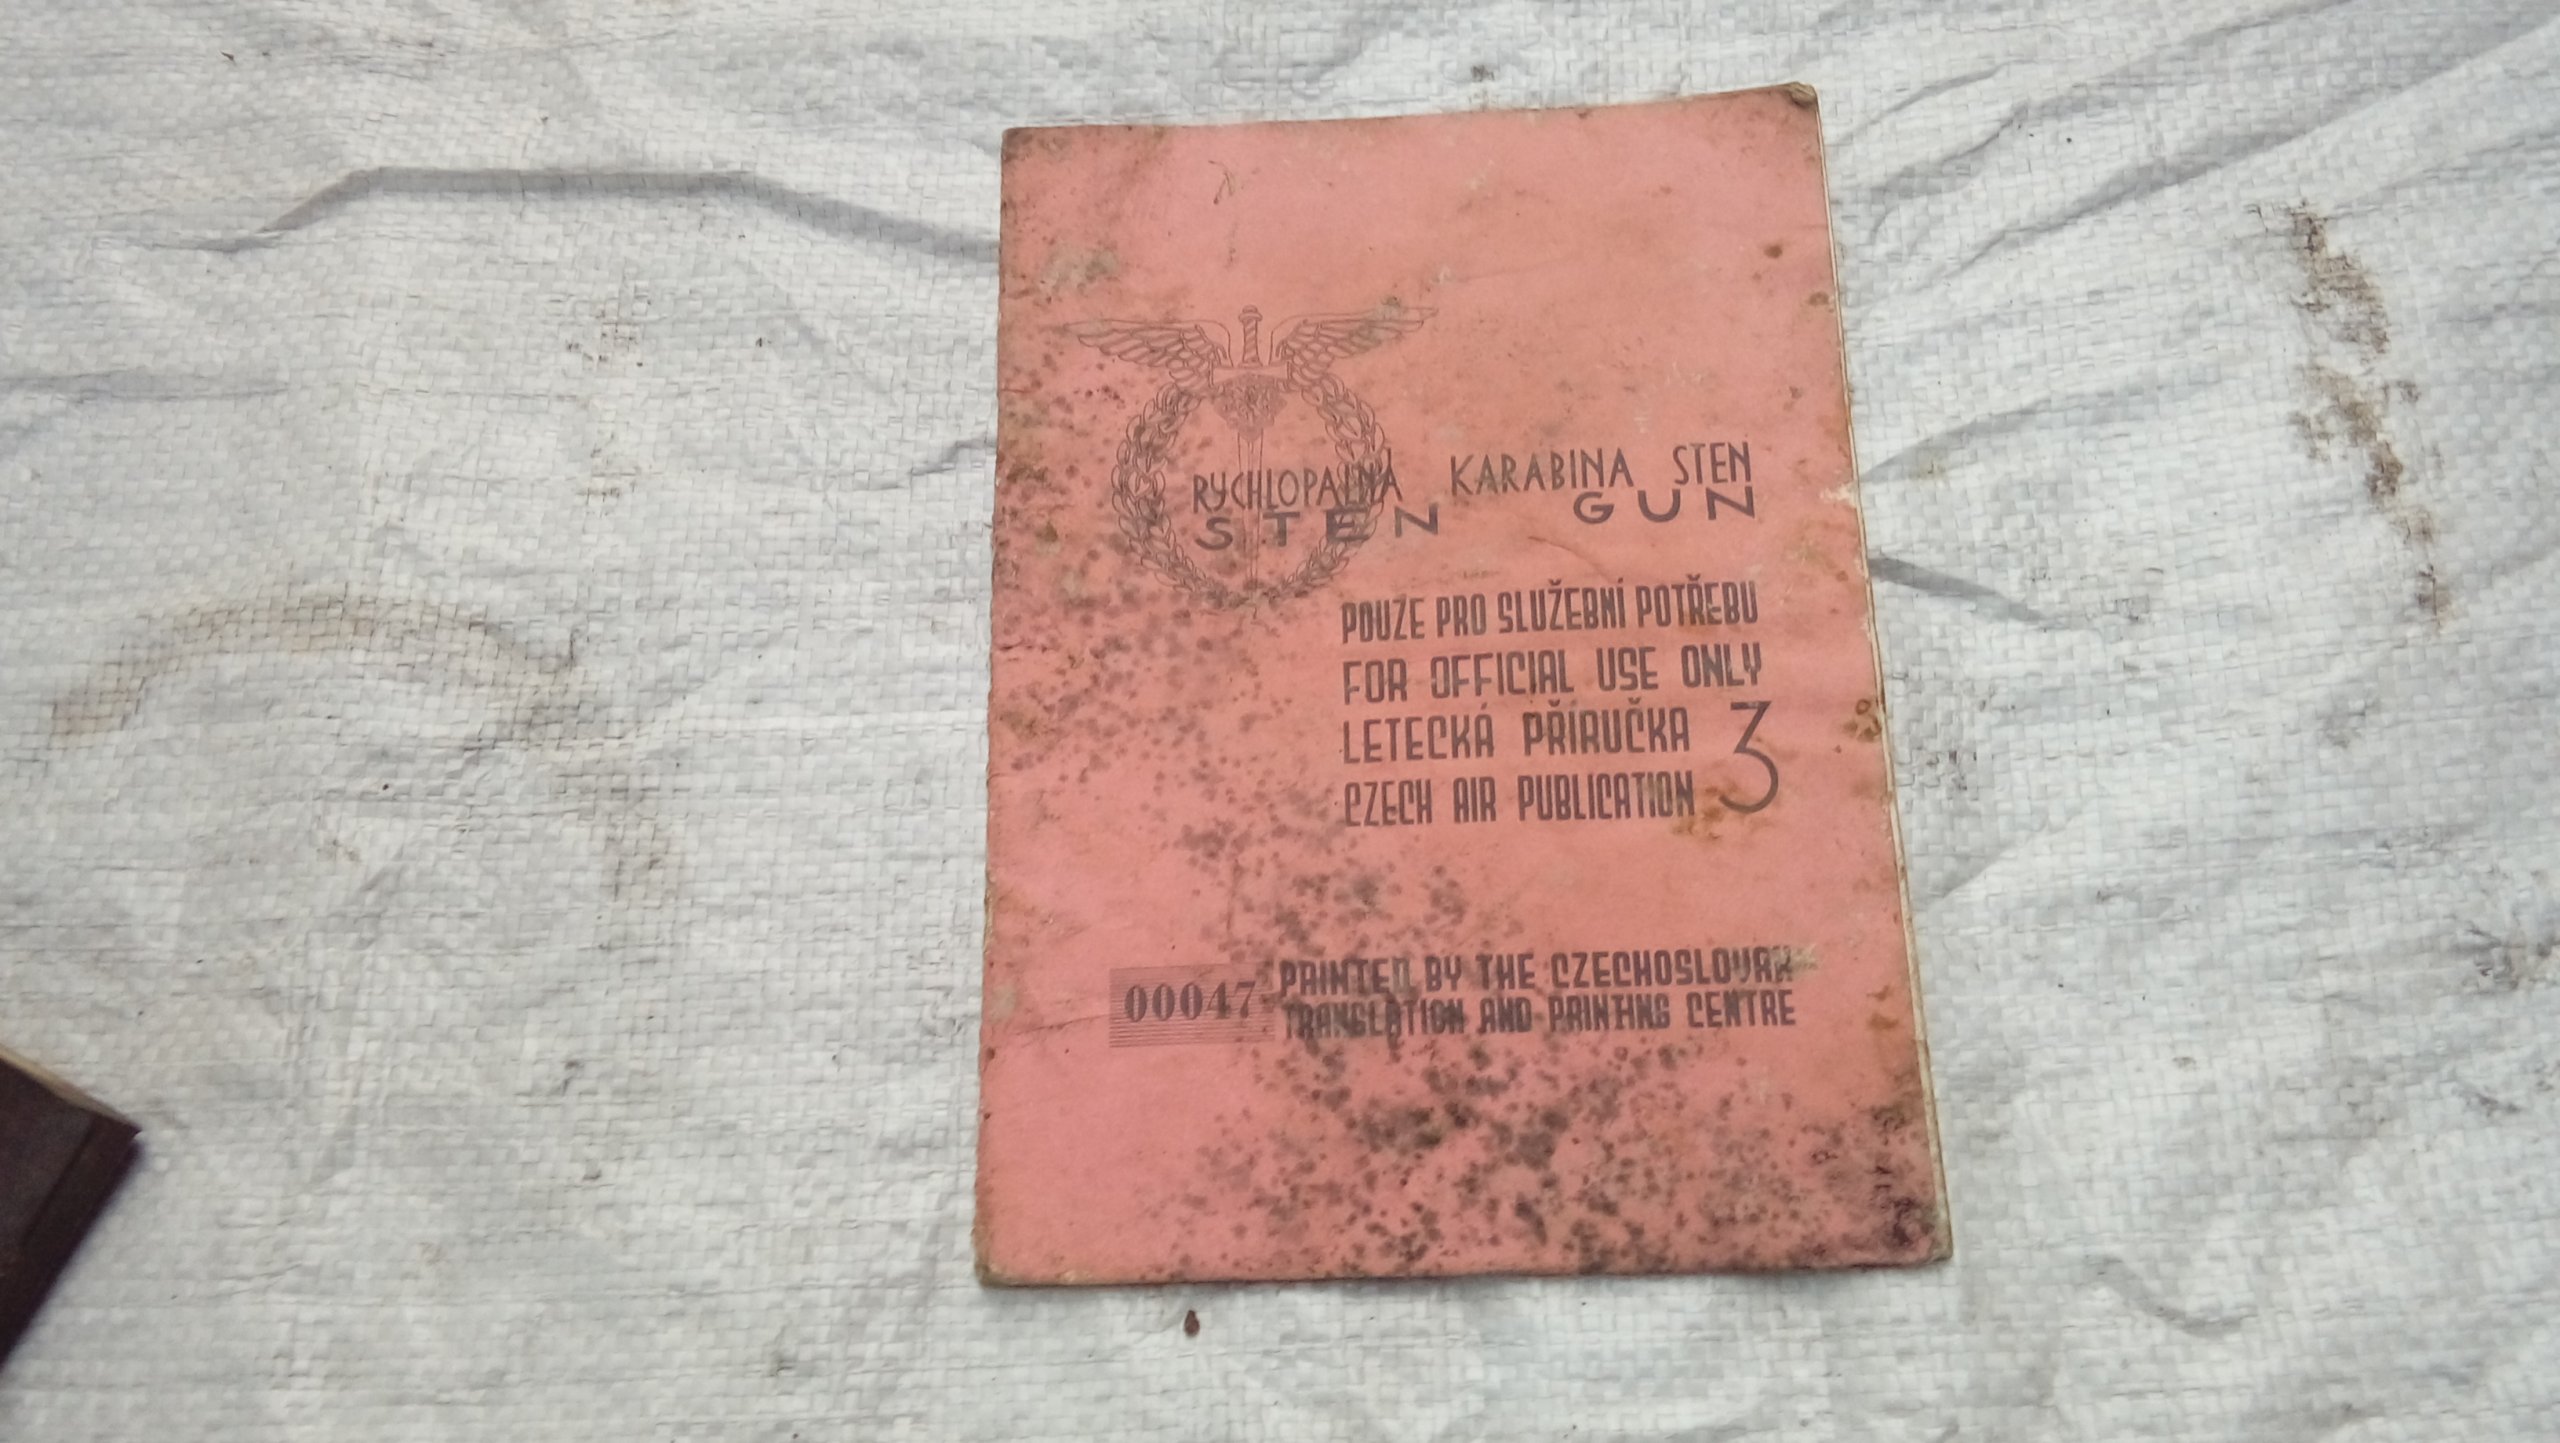 RYCHLOPALNÁ KARABINA STEN
STEN GUN
POUZE PRO SLUŽEBNÍ POTŘEBU
FOR OFFICIAL USE ONLY
LETECKÁ PŘÍRUČKA 3
CZECH AIR PUBLICATION
00047
PRINTED BY THE CZECHOSLOVAK
TRANSLATION AND PRINTING CENTRE